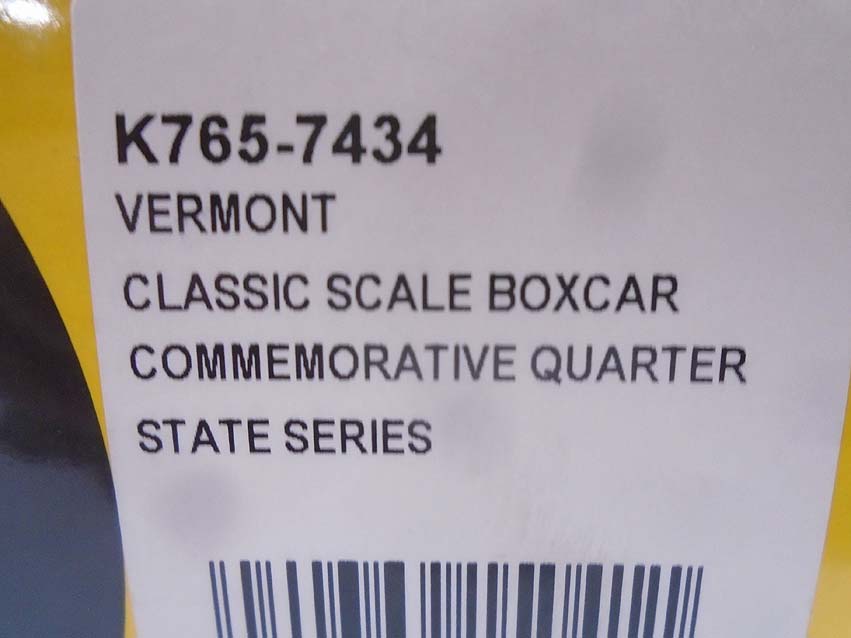 K765-7434
VERMONT
CLASSIC SCALE BOXCAR
COMMEMORATIVE QUARTER
STATE SERIES